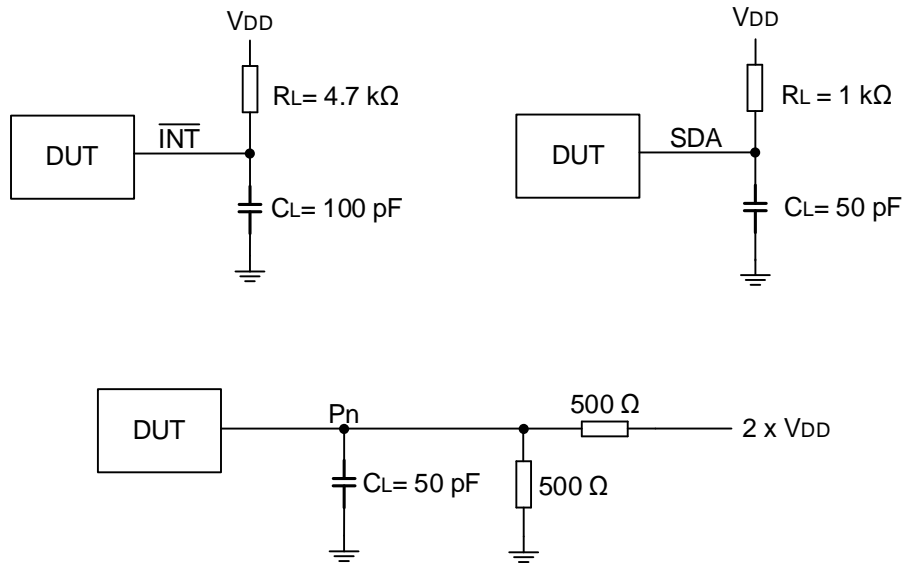 VDD
RL= 4.7 kΩ
DUT
INT
CL= 100 pF
VDD
RL = 1 kΩ
DUT
SDA
CL= 50 pF
DUT
Pn
500 Ω
2 x VDD
CL= 50 pF
500 Ω